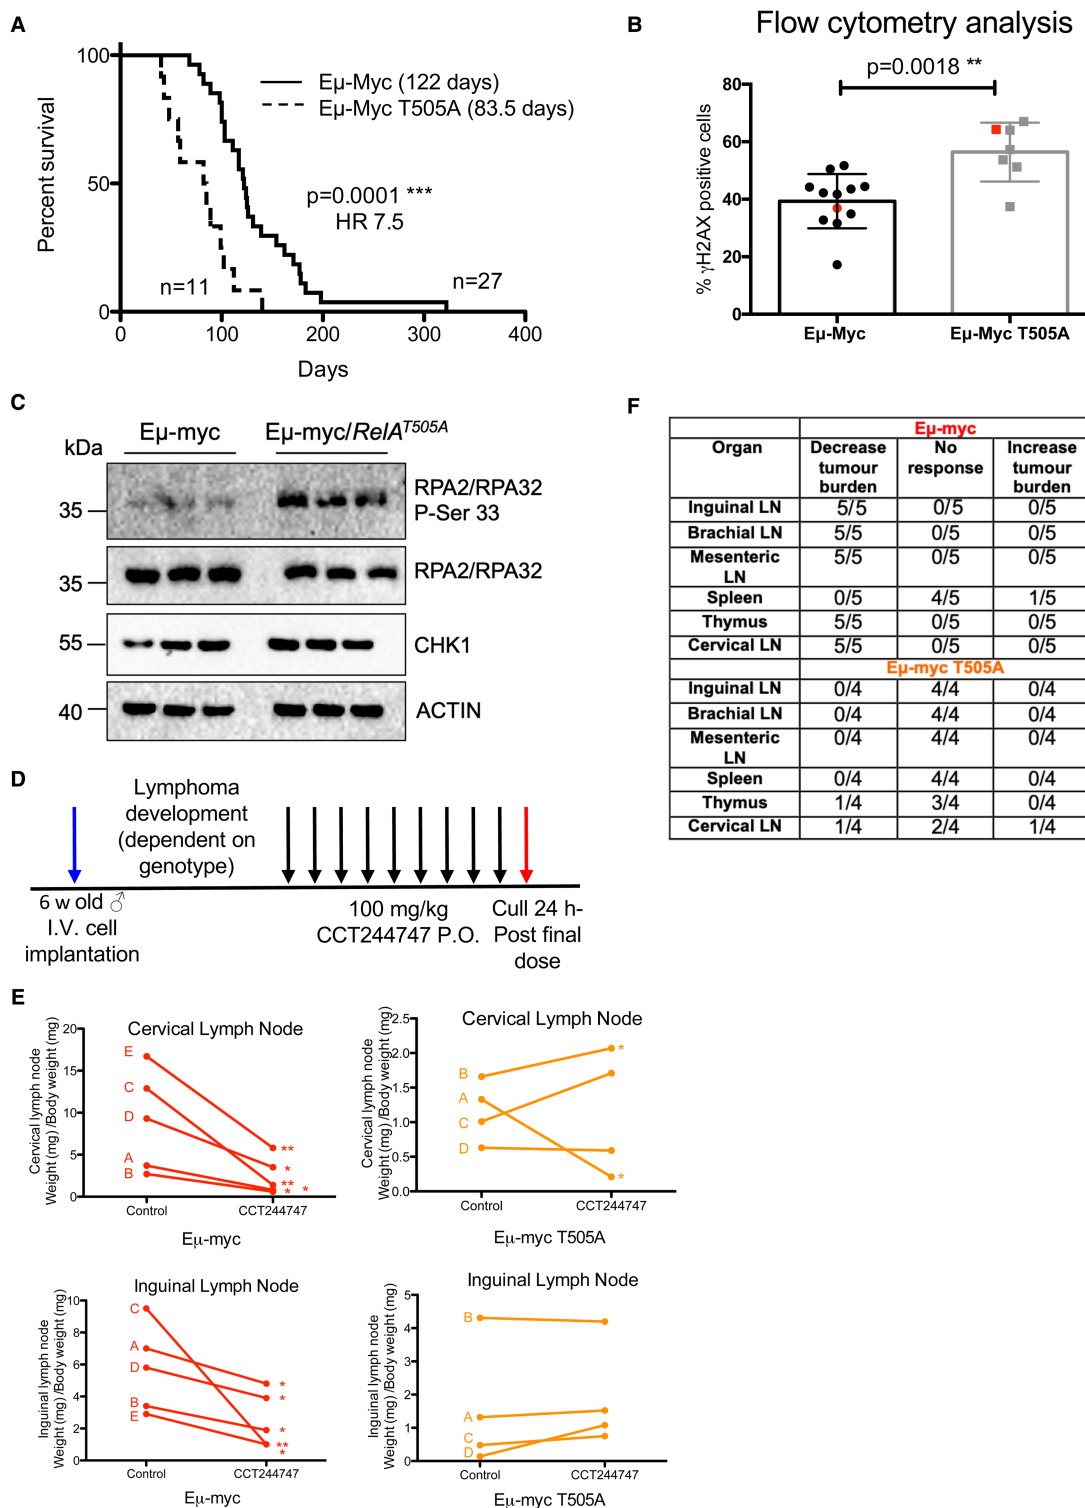 A
100
50
0
0
100
200
300
400
Percent survival
Days
Eµ-Myc (122 days)
Eµ-Myc T505A (83.5 days)
p=0.0001 ***
HR 7.5
n=11
n=27
B
Flow cytometry analysis
p=0.0018 **
80
60
40
20
0
% γH2AX positive cells
Eµ-Myc
Eµ-Myc T505A
C
Eµ-myc
Eµ-myc/RelA^T505A
kDa
RPA2/RPA32
P-Ser 33
35
RPA2/RPA32
35
CHK1
55
ACTIN
40
D
Lymphoma
development
(dependent on
genotype)
6 w old ♂
I.V. cell
implantation
100 mg/kg
CCT244747 P.O.
Cull 24 h-
Post final
dose
E
Cervical Lymph Node
Cervical lymph node
Weight (mg) /Body weight (mg)
20
15
10
5
0
E
C
D
A
B
**
*
**
* *
Control
CCT244747
Eµ-myc
Cervical Lymph Node
Cervical lymph node
Weight (mg) /Body weight (mg)
2.5
2.0
1.5
1.0
0.5
0.0
B
A
C
D
*
*
Control
CCT244747
Eµ-myc T505A
Inguinal Lymph Node
Inguinal lymph node
Weight (mg) /Body weight (mg)
10
8
6
4
2
0
C
A
D
B
E
*
*
*
**
*
Control
CCT244747
Eµ-myc
Inguinal Lymph Node
Inguinal lymph node
Weight (mg) /Body weight (mg)
5
4
3
2
1
0
B
A
C
D
Control
CCT244747
Eµ-myc T505A
F
Eµ-myc
Organ Decrease tumour burden No response Increase tumour burden
Inguinal LN 5/5 0/5 0/5
Brachial LN 5/5 0/5 0/5
Mesenteric LN 5/5 0/5 0/5
Spleen 0/5 4/5 1/5
Thymus 5/5 0/5 0/5
Cervical LN 5/5 0/5 0/5
Eµ-myc T505A
Inguinal LN 0/4 4/4 0/4
Brachial LN 0/4 4/4 0/4
Mesenteric LN 0/4 4/4 0/4
Spleen 0/4 4/4 0/4
Thymus 1/4 3/4 0/4
Cervical LN 1/4 2/4 1/4